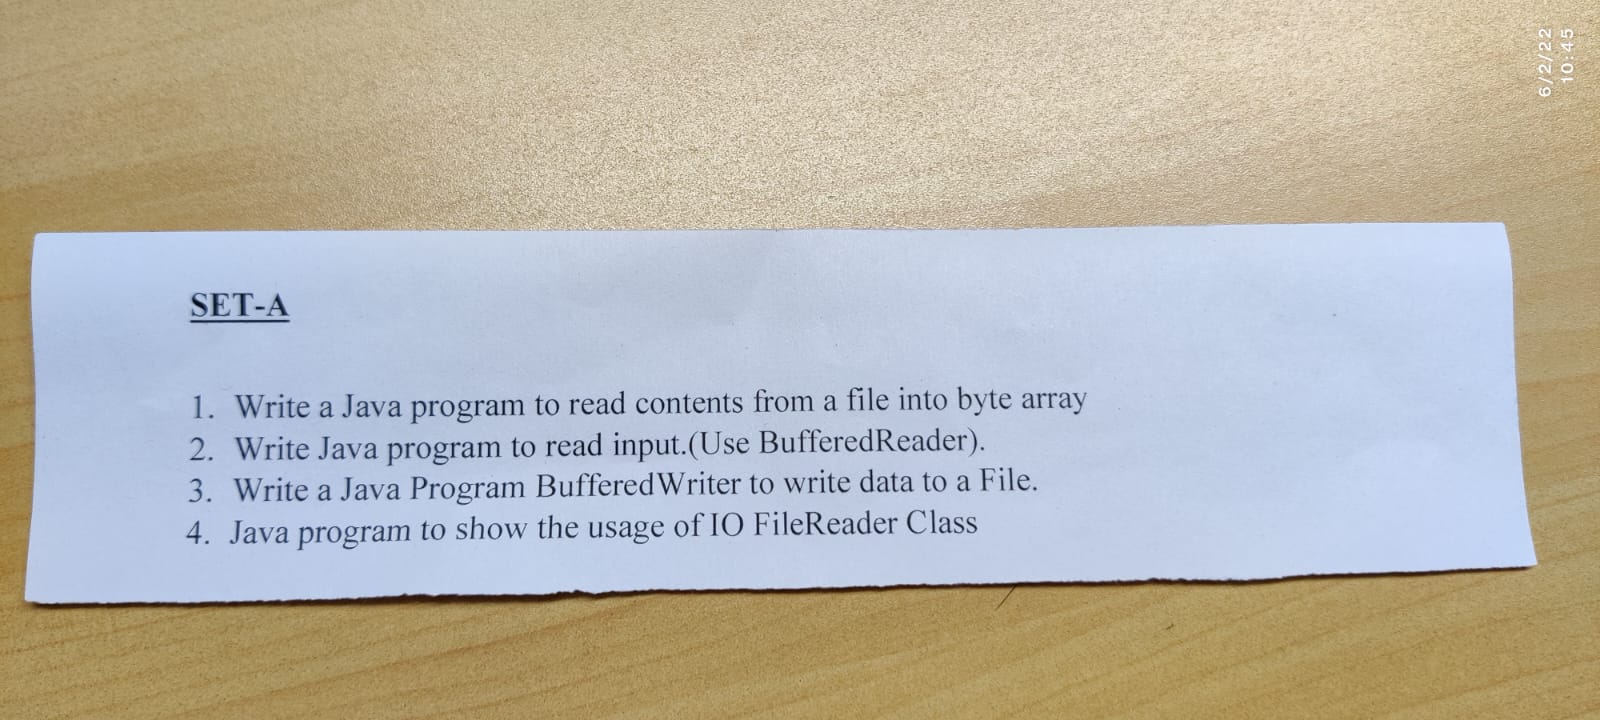 SET-A
1. Write a Java program to read contents from a file into byte array
2. Write Java program to read input.(Use BufferedReader).
3. Write a Java Program BufferedWriter to write data to a File.
4. Java program to show the usage of IO FileReader Class
6/2/22
10:45